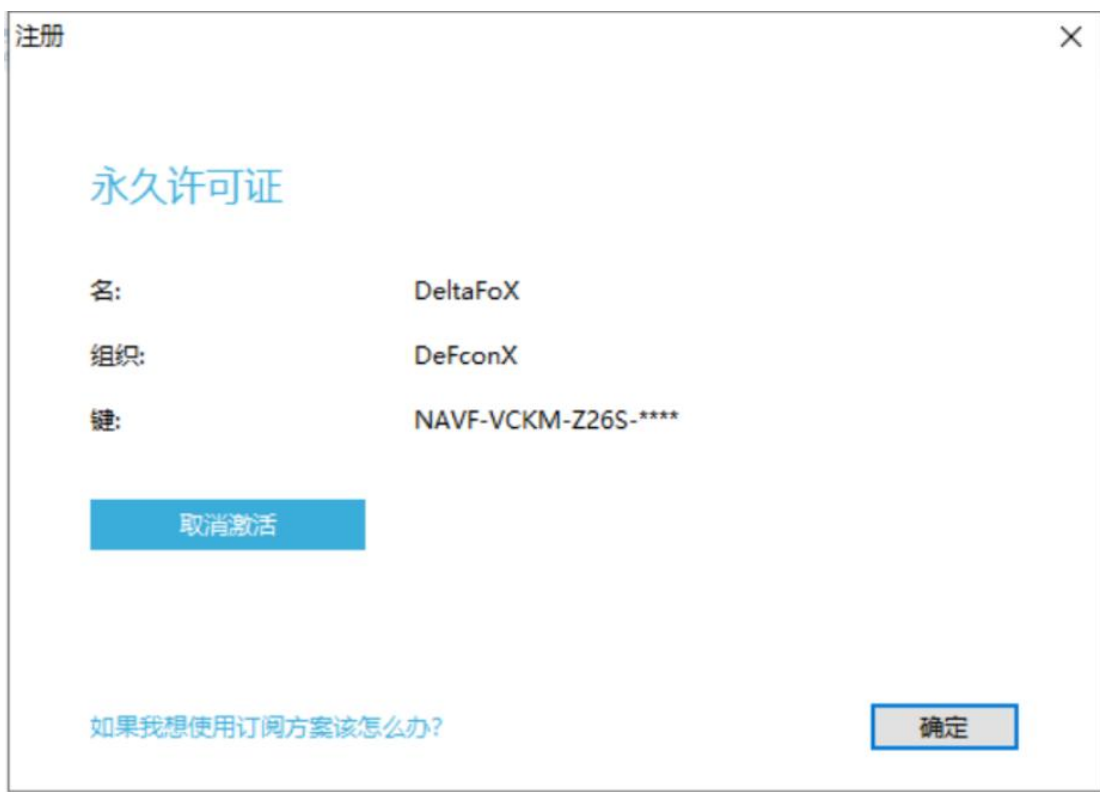 注册
永久许可证
名: DeltaFoX
组织: DeFconX
键: NAVF-VCKM-Z26S-****
取消激活
如果我想使用订阅方案该怎么办?
确定